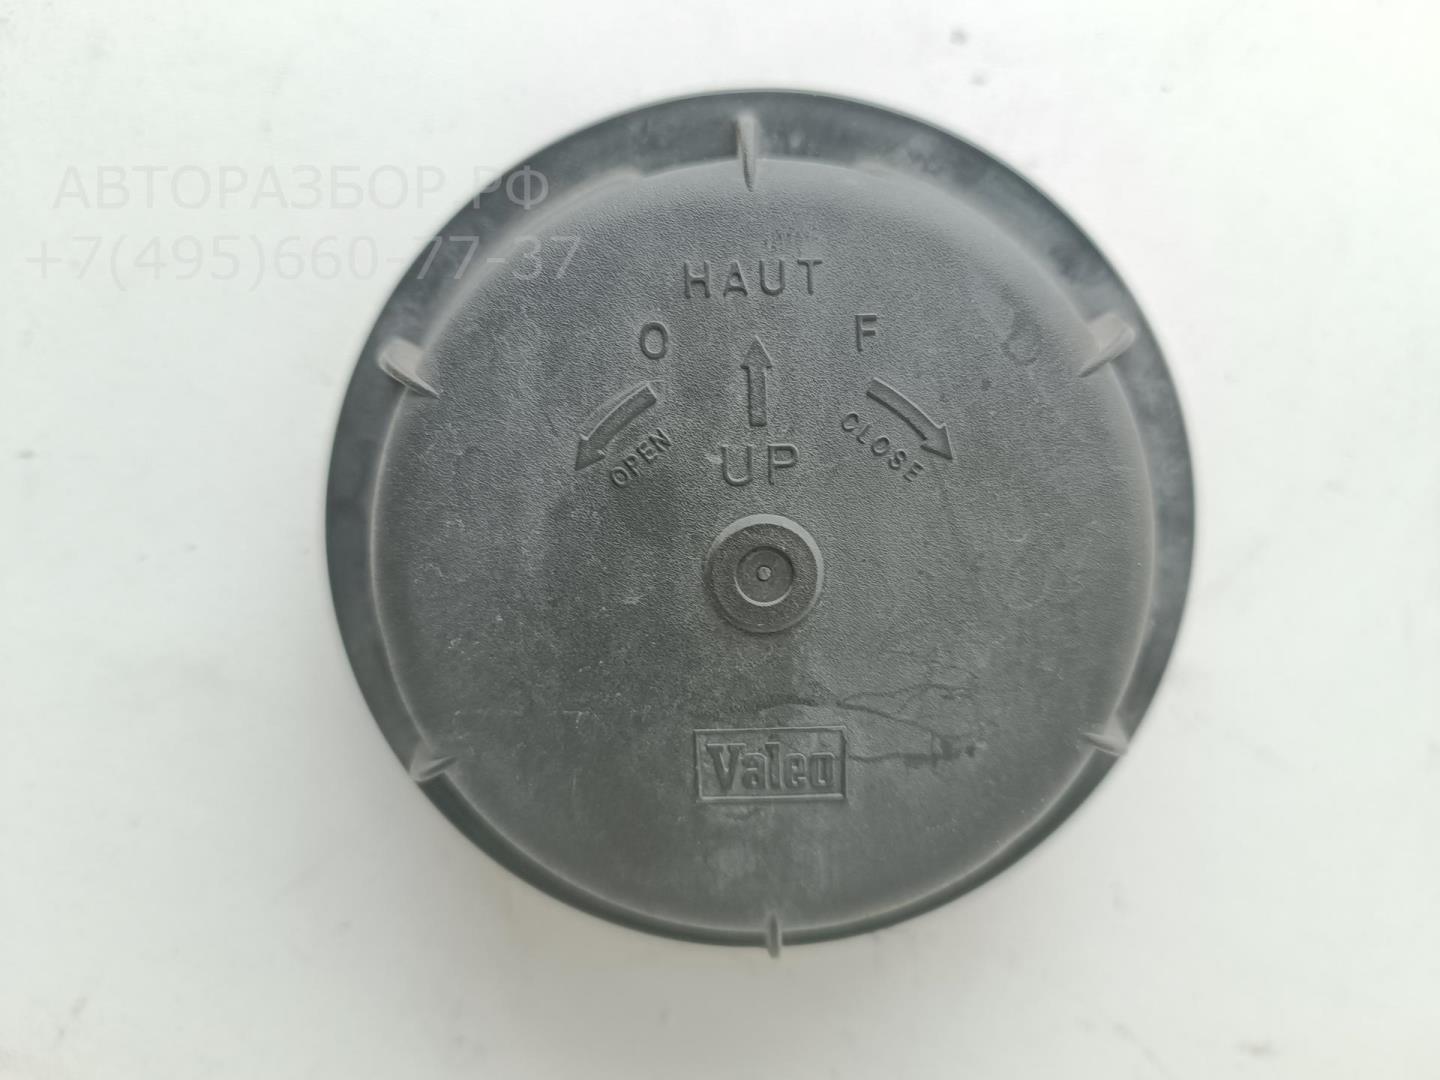 АВТОРАЗБОР РФ
+7(495)660-77-37
HAUT
O F
OPEN UP CLOSE
Valeo